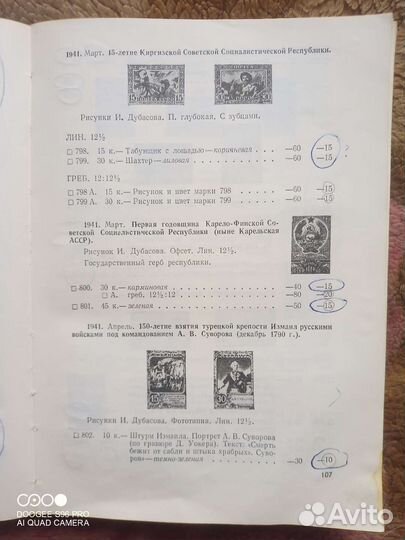 1941. Март. 15-летие Киргизской Советской Социалистической Республики.
Рисунки И. Дубасова. П. глубокая. С зубцами.
ЛИН. 12½
□ 798. 15 к.— Табунщик с лошадью—коричневая —60 —15
□ 799. 30 к.— Шахтер—лиловая —60 —15
ГРЕБ. 12:12½
□ 798 А. 15 к.— Рисунок и цвет марки 798 —60 —15
□ 799 А. 30 к.— Рисунок и цвет марки 799 —60 —15
1941. Март. Первая годовщина Карело-Финской Со-
ветской Социалистической Республики (ныне Карельская
АССР).
Рисунок И. Дубасова. Офсет. Лин. 12½.
Государственный герб республики.
□ 800. 30 к.— карминовая —40 —15
□ А. греб. 12½:12 —80 —20
□ 801. 45 к.— зеленая —50 —15
1941. Апрель. 150-летие взятия турецкой крепости Измаил русскими
войсками под командованием А. В. Суворова (декабрь 1790 г.).
15
30
Рисунки И. Дубасова. Фототипия. Лин. 12½.
□ 802. 10 к.— Штурм Измаила. Портрет А. В. Суворова
(по гравюре Д. Уокера). Текст: «Смерть
бежит от сабли и штыка храбрых». Суво-
ров—темно-зеленая —30 —10
107
DOOGEE S96 PRO
AI QUAD CAMERA
Avito